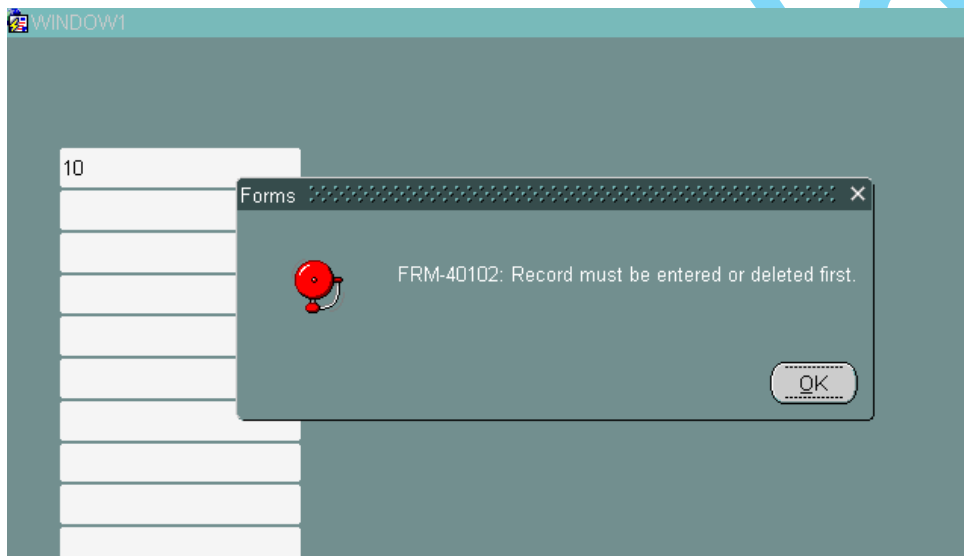 WINDOW1
10
Forms
FRM-40102: Record must be entered or deleted first.
OK